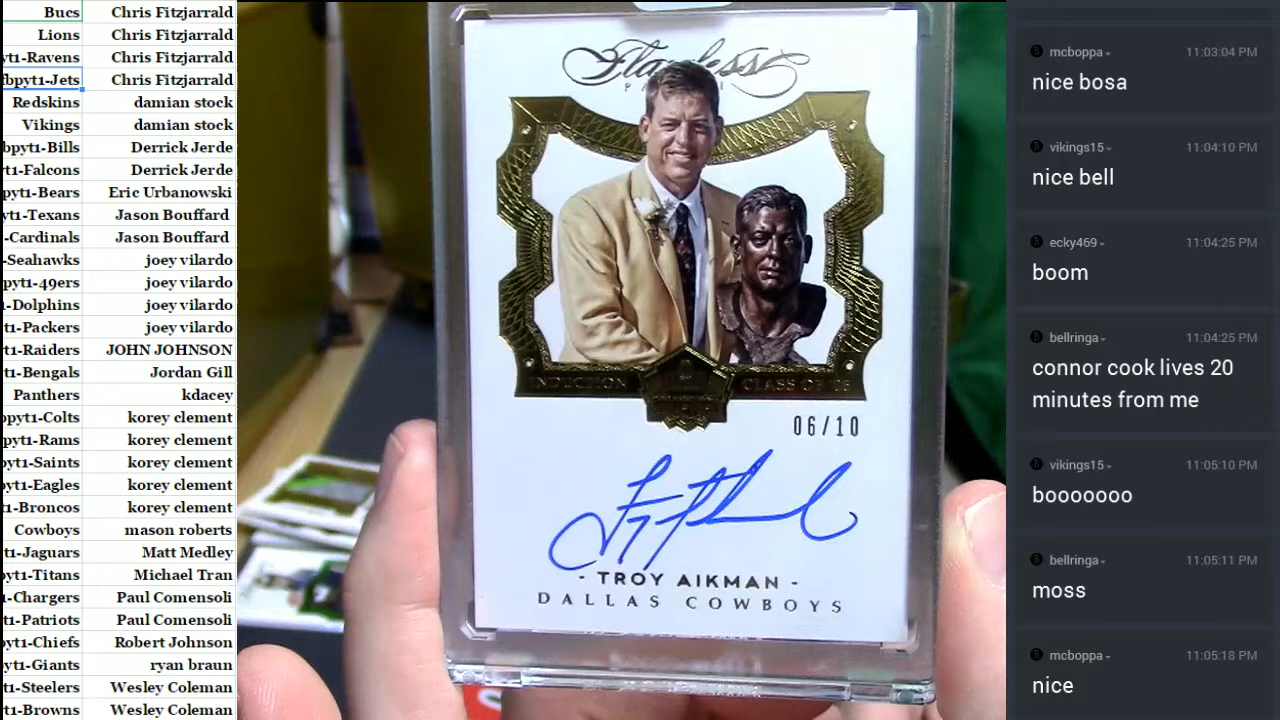 Bucs Chris Fitzjarrald
Lions Chris Fitzjarrald
yt1-Ravens Chris Fitzjarrald
fbpyt1-Jets Chris Fitzjarrald
Redskins damian stock
Vikings damian stock
bpyt1-Bills Derrick Jerde
yt1-Falcons Derrick Jerde
pyt1-Bears Eric Urbanowski
yt1-Texans Jason Bouffard
-Cardinals Jason Bouffard
-Seahawks joey vilardo
pyt1-49ers joey vilardo
1-Dolphins joey vilardo
t1-Packers joey vilardo
t1-Raiders JOHN JOHNSON
t1-Bengals Jordan Gill
Panthers kdacey
ppyt1-Colts korey clement
pyt1-Rams korey clement
pyt1-Saints korey clement
yt1-Eagles korey clement
t1-Broncos korey clement
Cowboys mason roberts
t1-Jaguars Matt Medley
pyt1-Titans Michael Tran
1-Chargers Paul Comensoli
t1-Patriots Paul Comensoli
yt1-Chiefs Robert Johnson
yt1-Giants ryan braun
t1-Steelers Wesley Coleman
t1-Browns Wesley Coleman
Flawless
INDUCTION CLASS OF
06/10
- TROY AIKMAN -
DALLAS COWBOYS
mcboppa 11:03:04 PM
nice bosa
vikings15 11:04:10 PM
nice bell
ecky469 11:04:25 PM
boom
bellringa 11:04:25 PM
connor cook lives 20
minutes from me
vikings15 11:05:10 PM
booooooo
bellringa 11:05:11 PM
moss
mcboppa 11:05:18 PM
nice